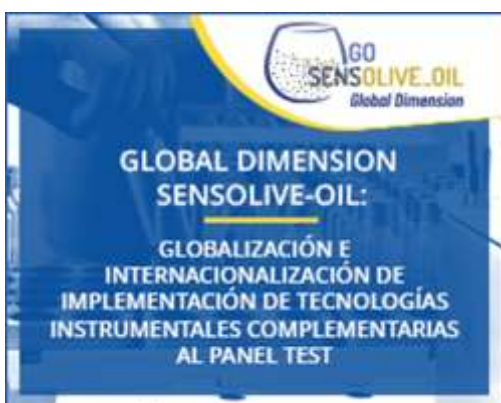 GO
SENSOLIVE_OIL
Global Dimension
GLOBAL DIMENSION
SENSOLIVE-OIL:
GLOBALIZACIÓN E
INTERNACIONALIZACIÓN DE
IMPLEMENTACIÓN DE TECNOLOGÍAS
INSTRUMENTALES COMPLEMENTARIAS
AL PANEL TEST